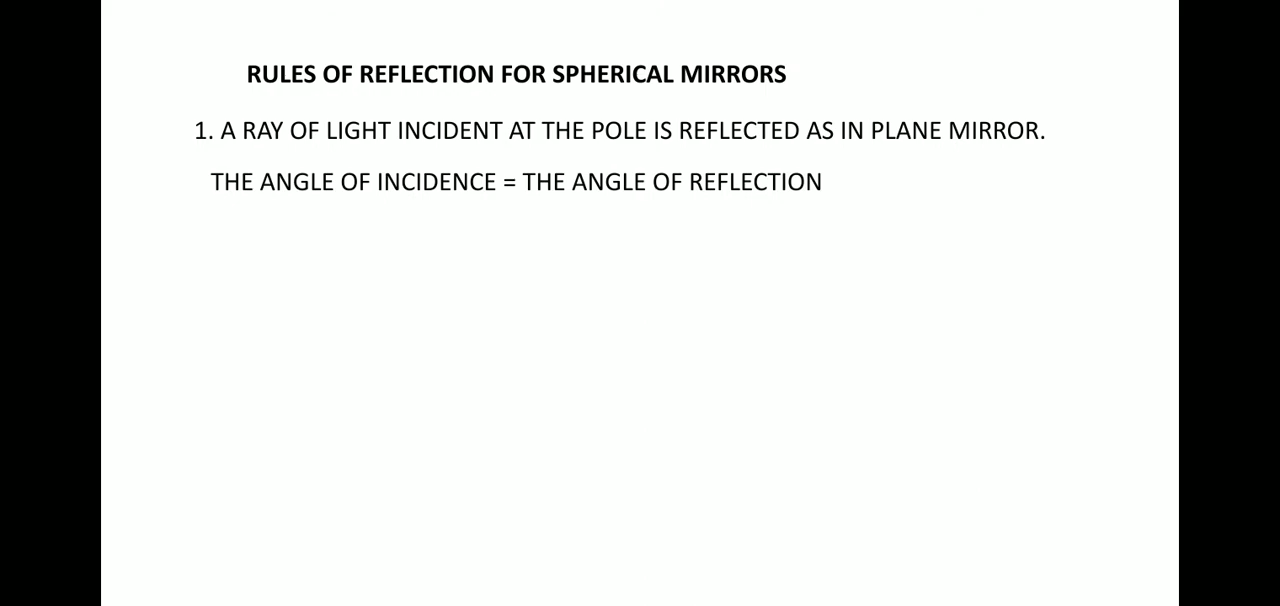 RULES OF REFLECTION FOR SPHERICAL MIRRORS
1. A RAY OF LIGHT INCIDENT AT THE POLE IS REFLECTED AS IN PLANE MIRROR.
THE ANGLE OF INCIDENCE = THE ANGLE OF REFLECTION